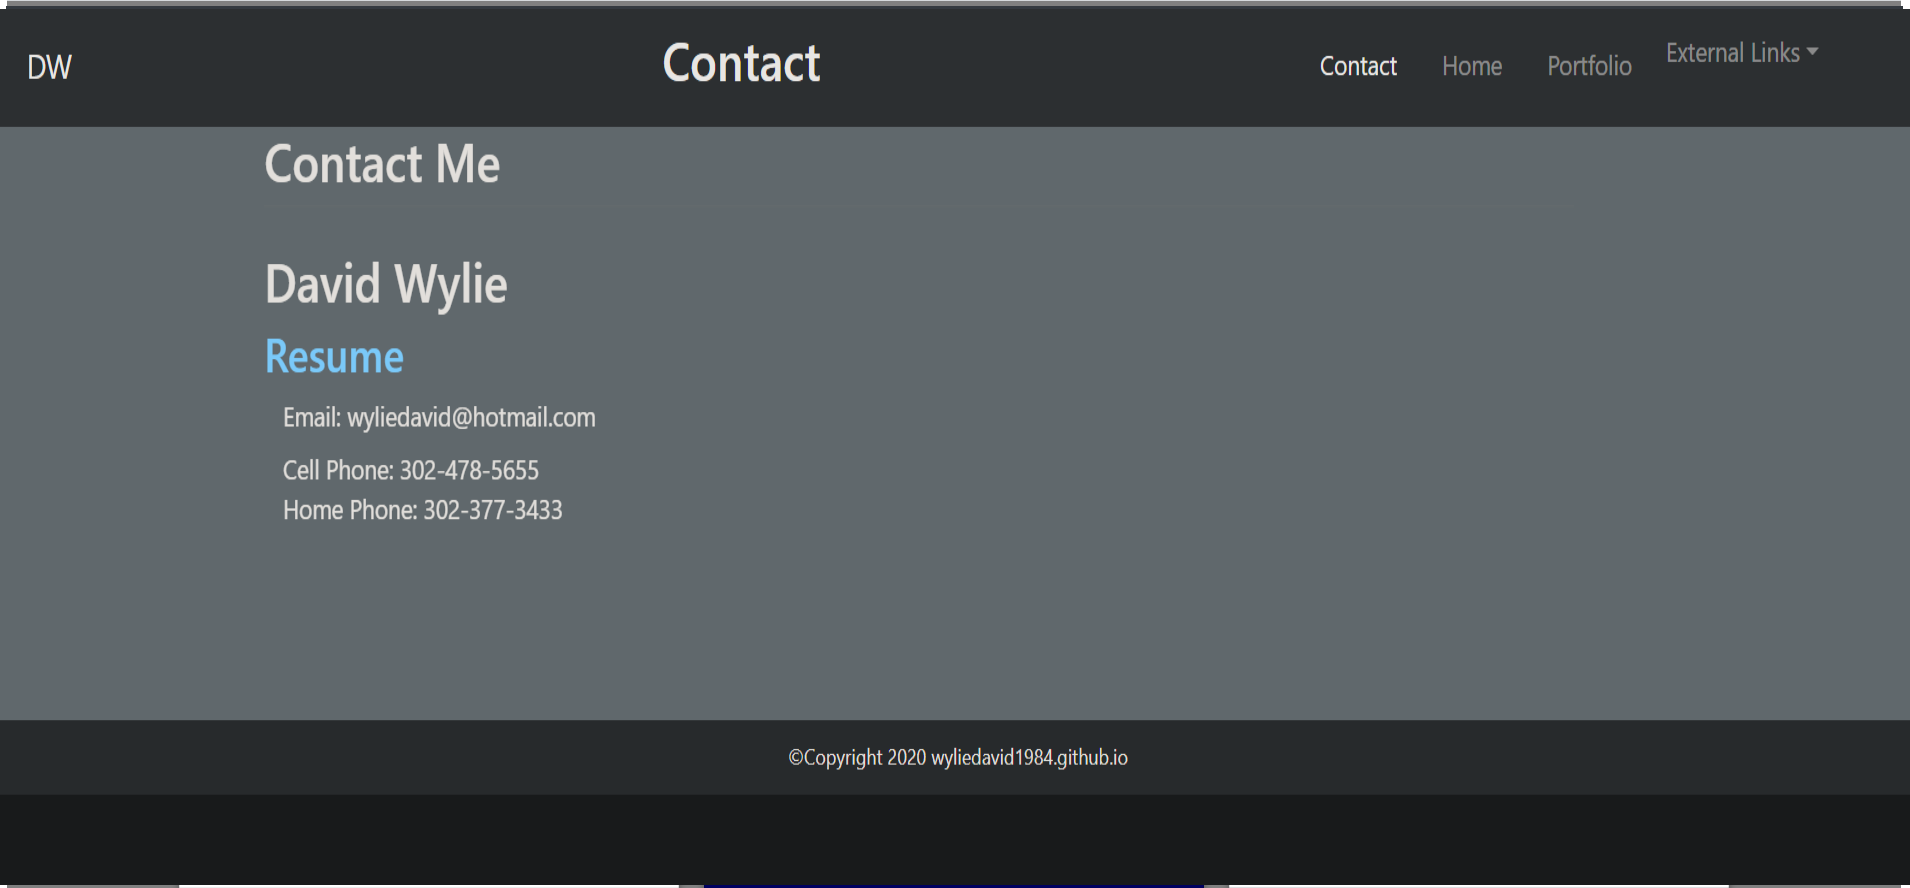 DW
Contact
Contact Home Portfolio External Links
Contact Me
David Wylie
Resume
Email: wyliedavid@hotmail.com
Cell Phone: 302-478-5655
Home Phone: 302-377-3433
©Copyright 2020 wyliedavid1984.github.io